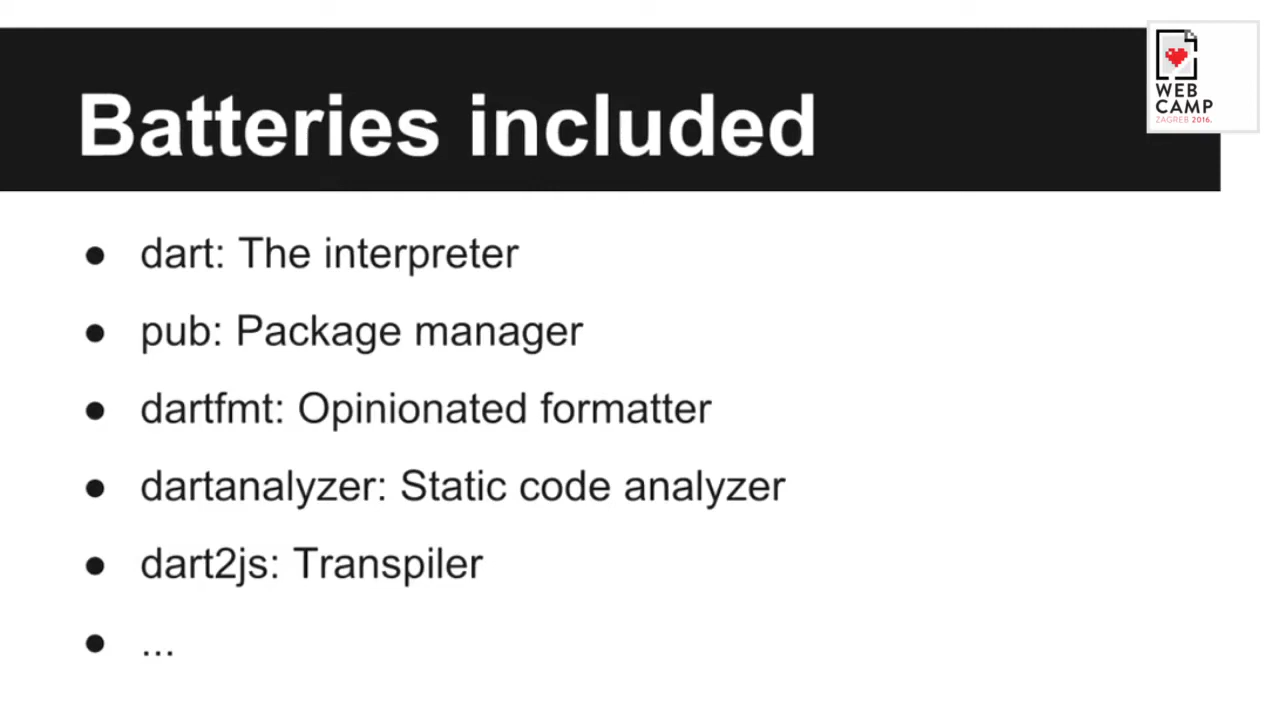 Batteries included
WEB
CAMP
ZAGREB 2016.
● dart: The interpreter
● pub: Package manager
● dartfmt: Opinionated formatter
● dartanalyzer: Static code analyzer
● dart2js: Transpiler
● ...